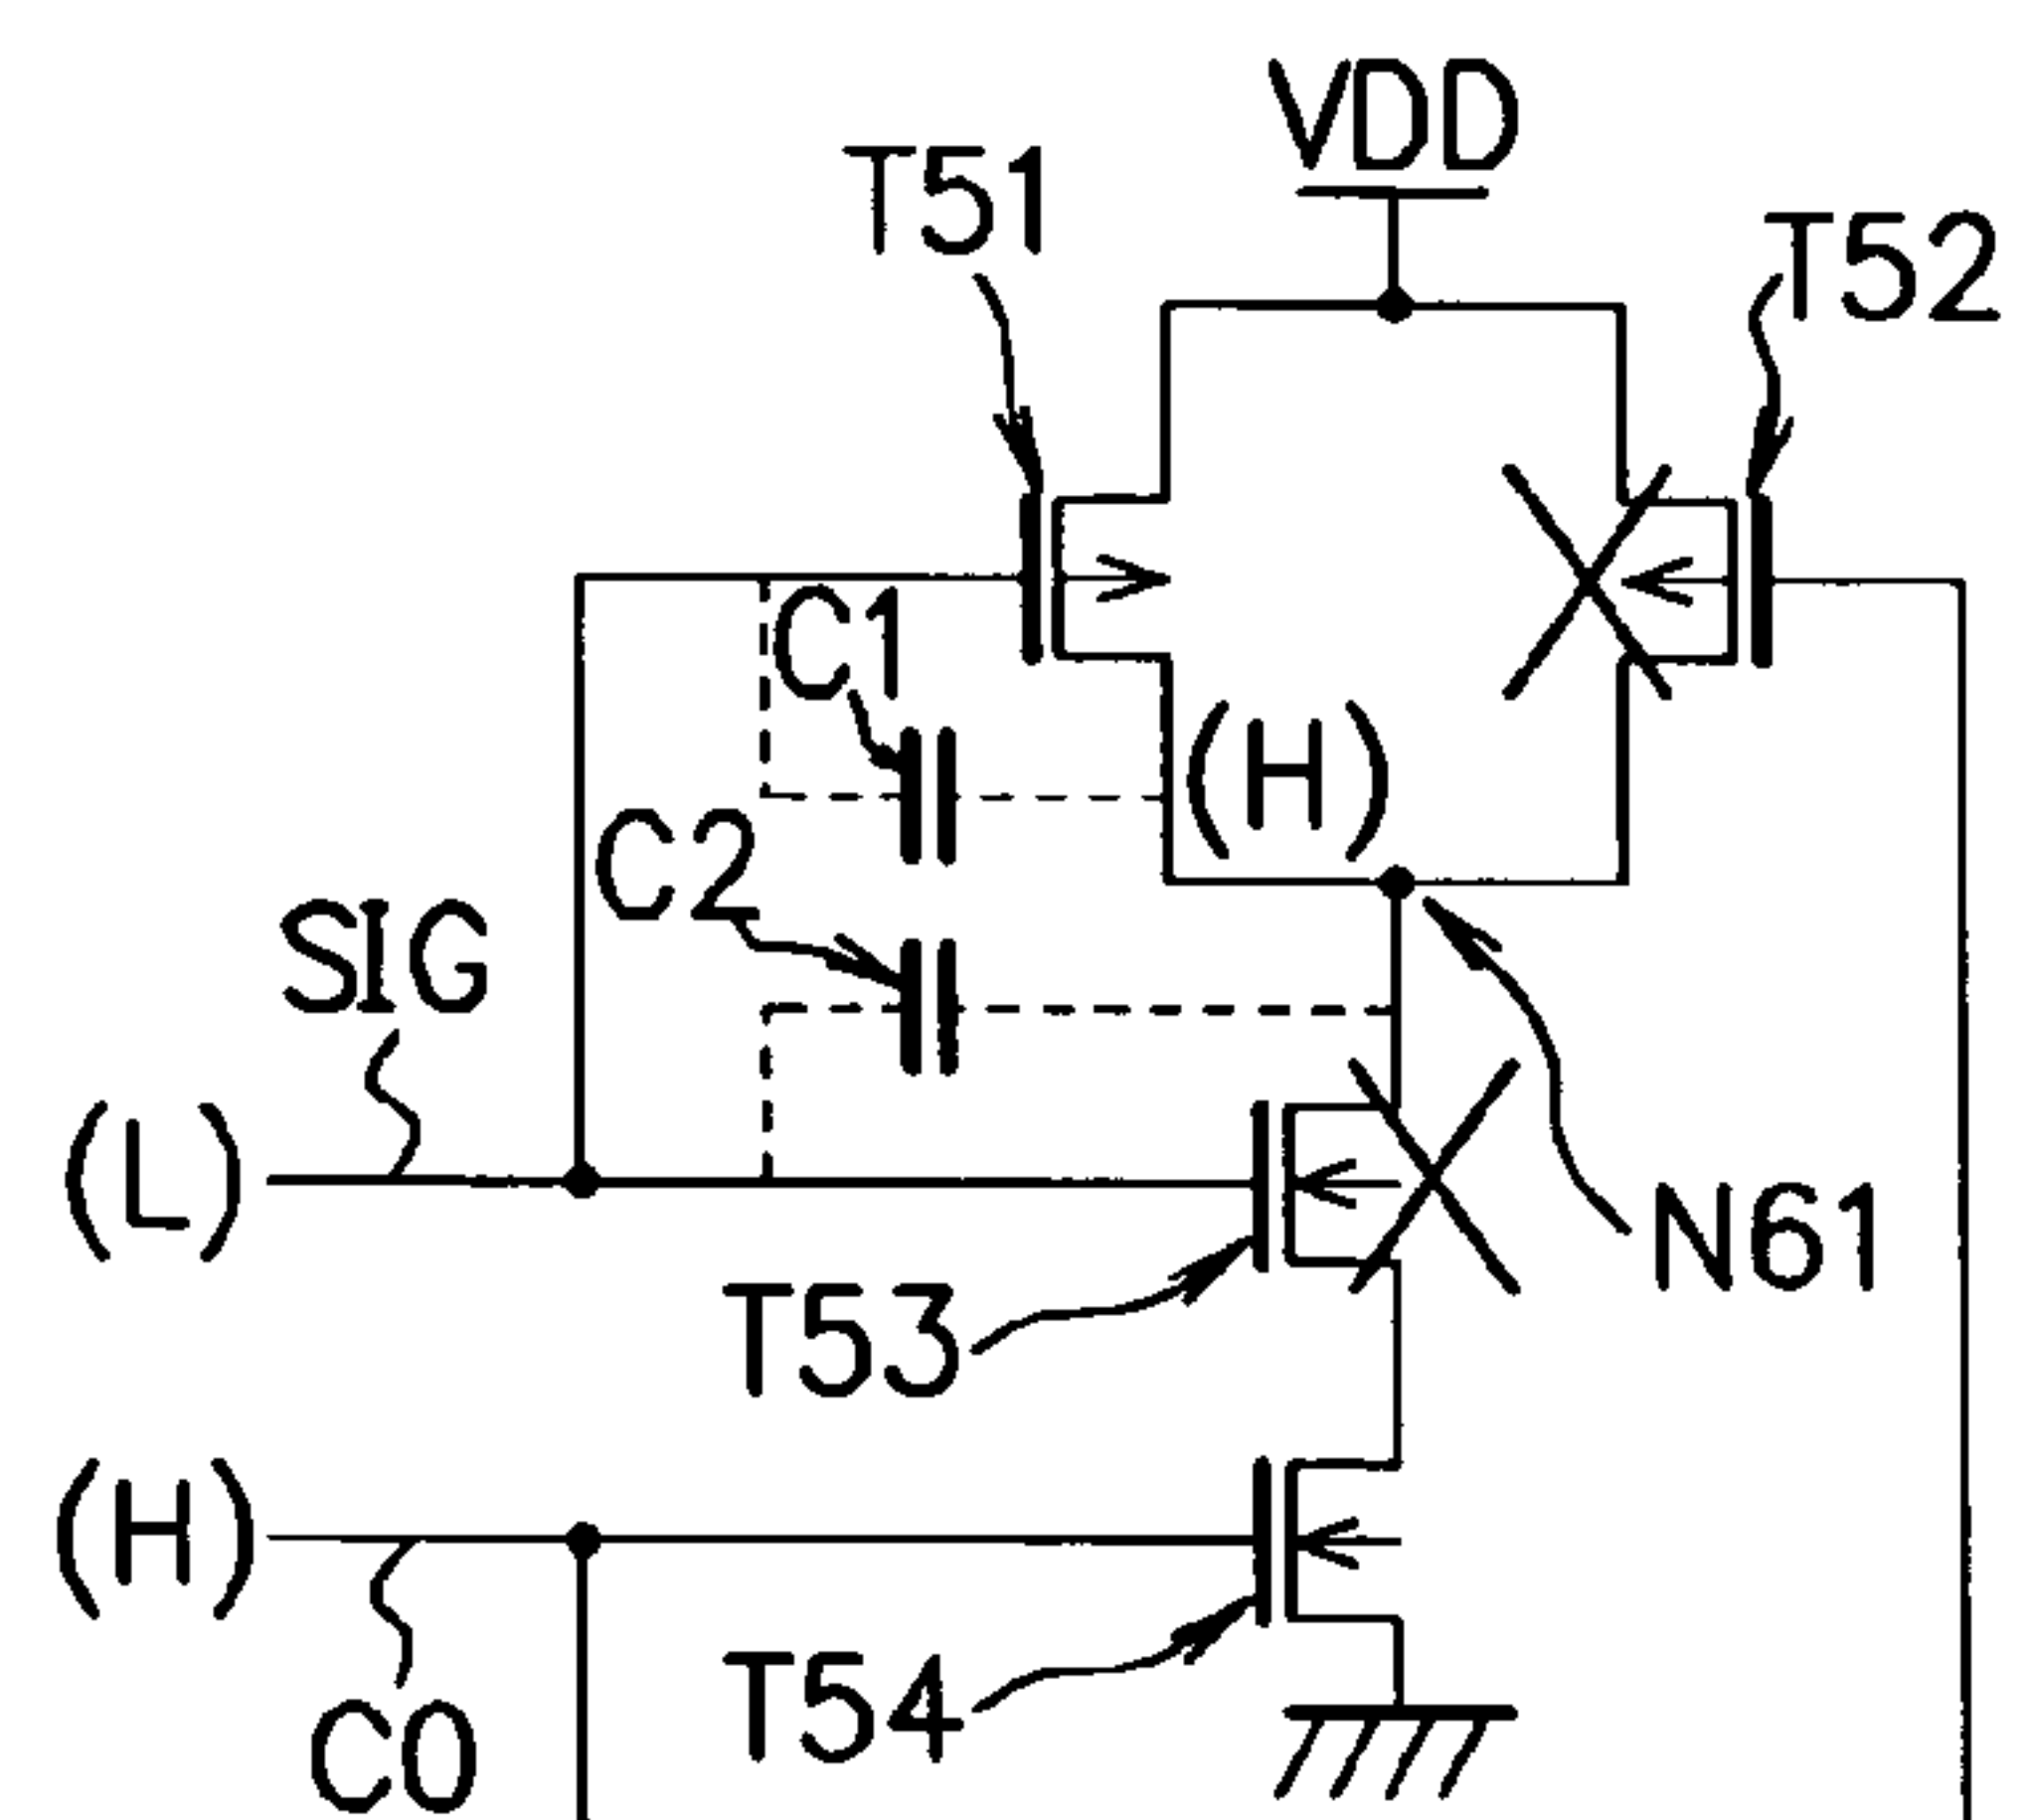 VDD
T51
T52
C1
(H)
C2
SIG
(L)
N61
T53
(H)
T54
C0